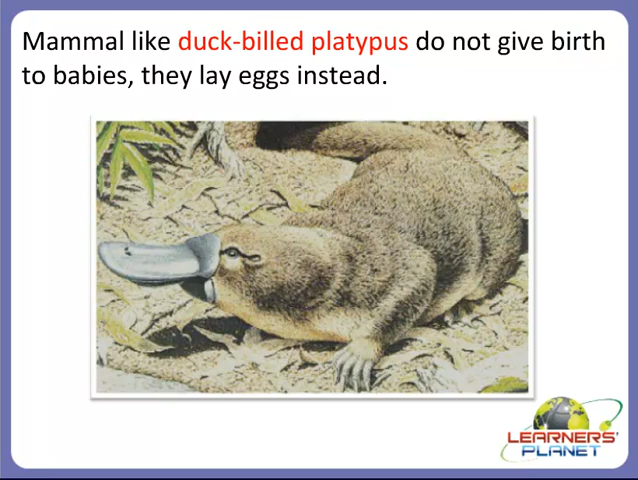 Mammal like duck-billed platypus do not give birth
to babies, they lay eggs instead.
LEARNERS'
PLANET